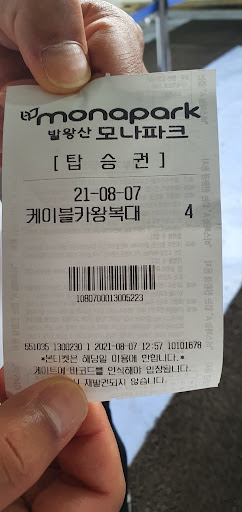 monapark
발왕산 모나파크
[ 탑 승 권 ]
21-08-07
케이블카왕복대 4
1080700013005223
551035 1300230 1 2021-08-07 12:57 10101678
*본티켓은 해당일 이용에 한입니다.*
게이트에 바코드를 인식해야 입장됩니다.
재발권되지 않습니다.